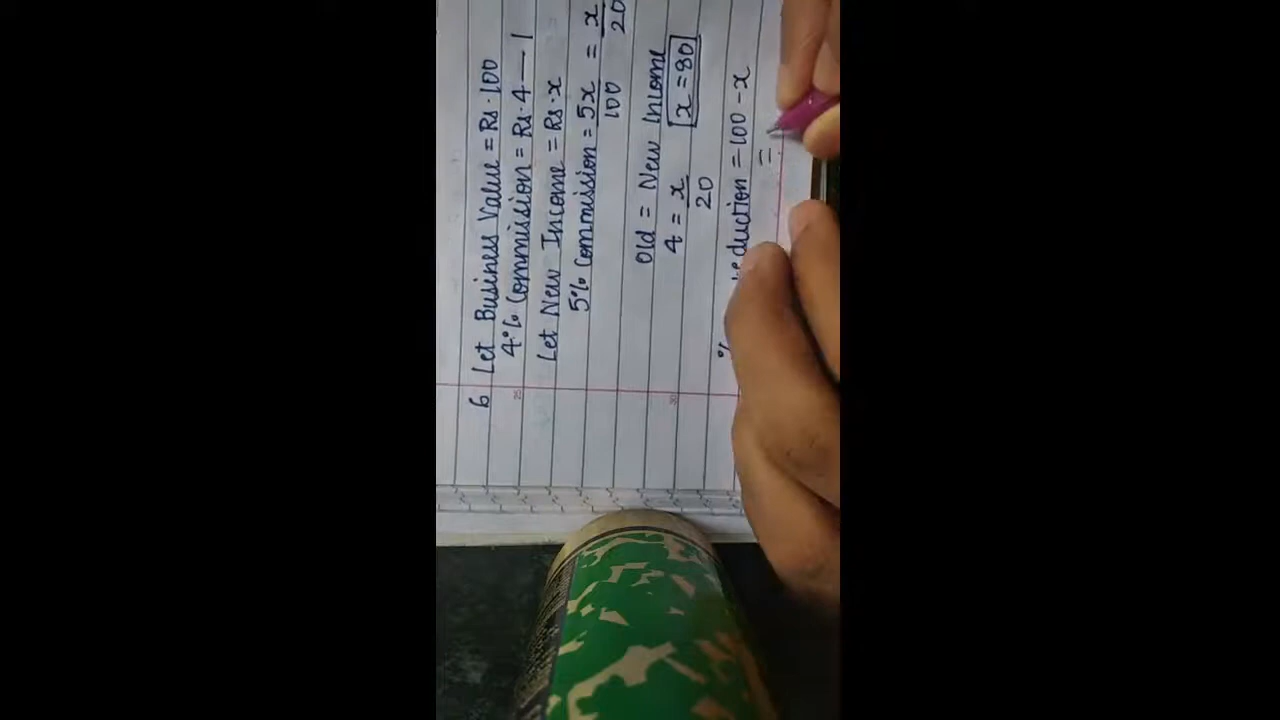 6 Let Business Value = Rs. 100
4% Commission = Rs. 4 — 1
Let New Income = Rs. x
5% Commission = 5x/100 = x/20
Old = New Income
4 = x/20 x = 80
% eduction = 100 - x
=